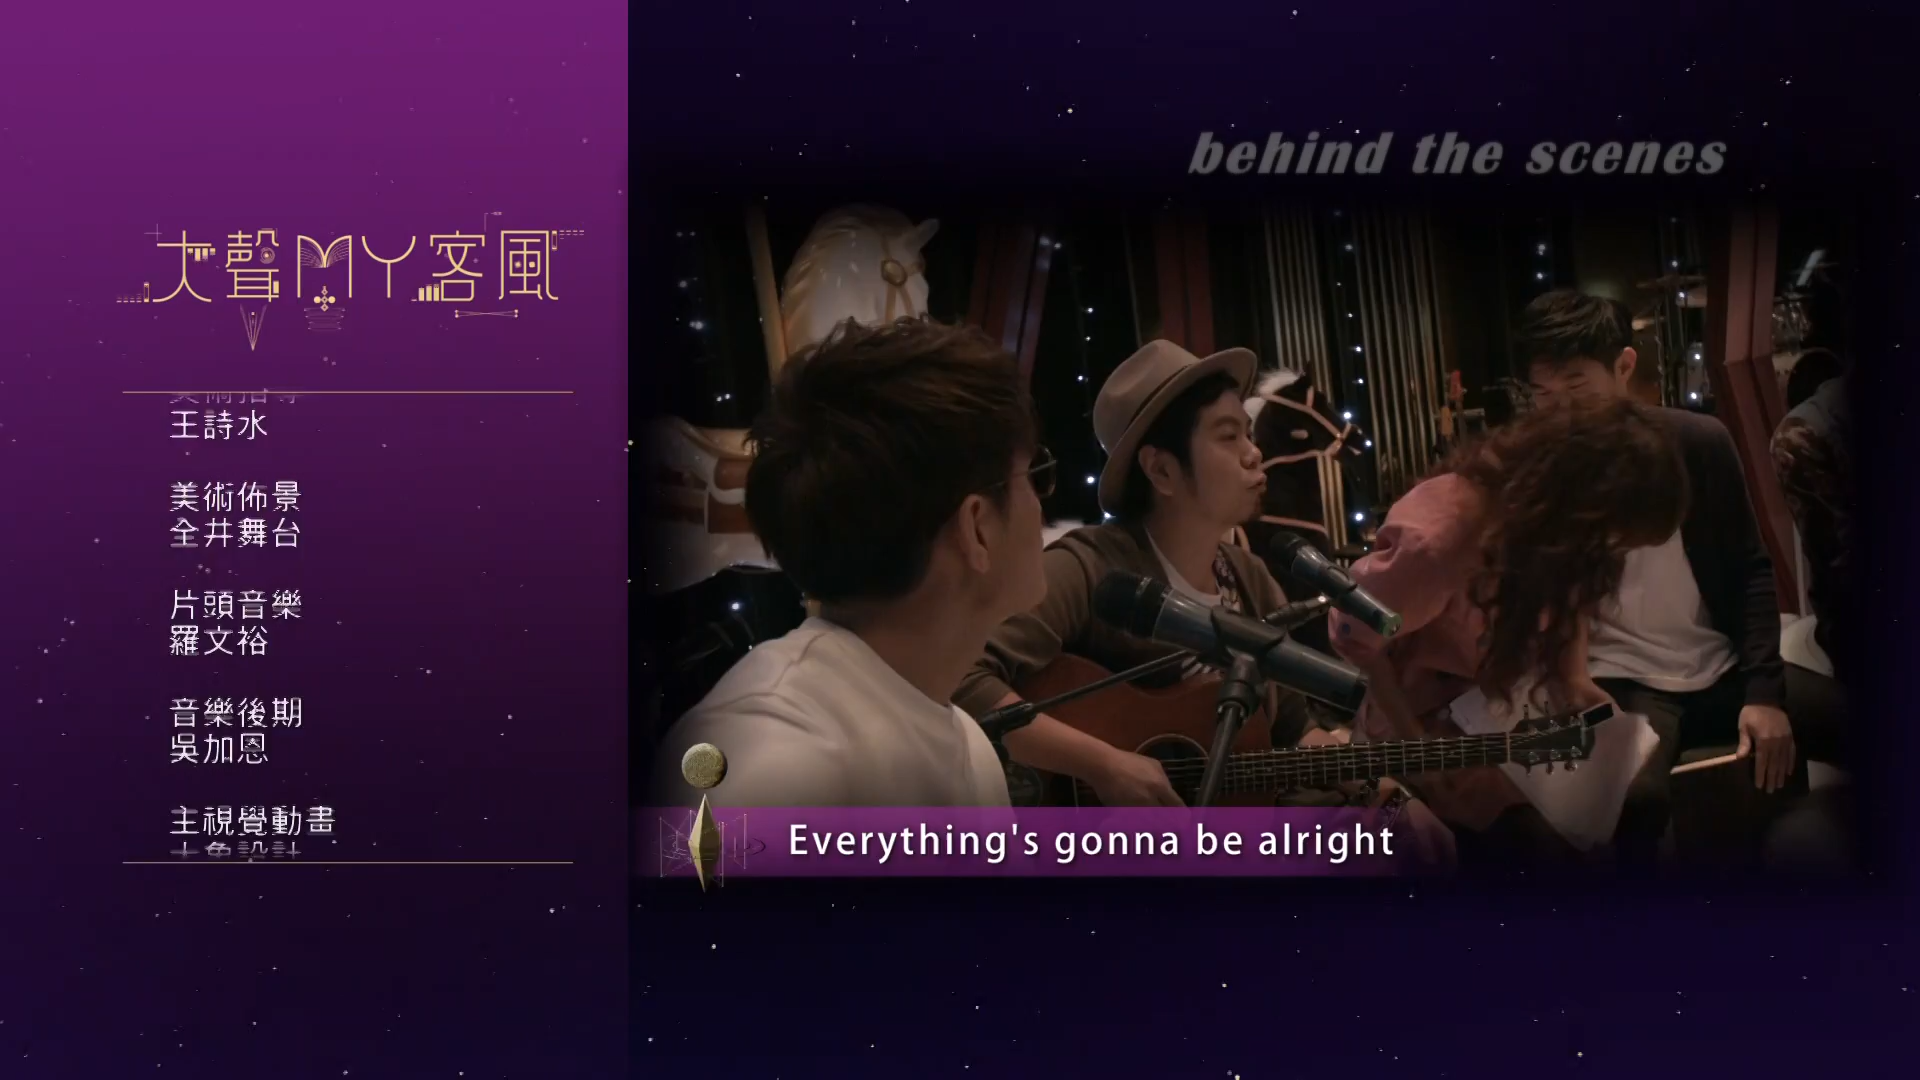 大聲MY客風
behind the scenes
王詩水
美術佈景
全井舞台
片頭音樂
羅文裕
音樂後期
吳加恩
主視覺動畫
Everything's gonna be alright